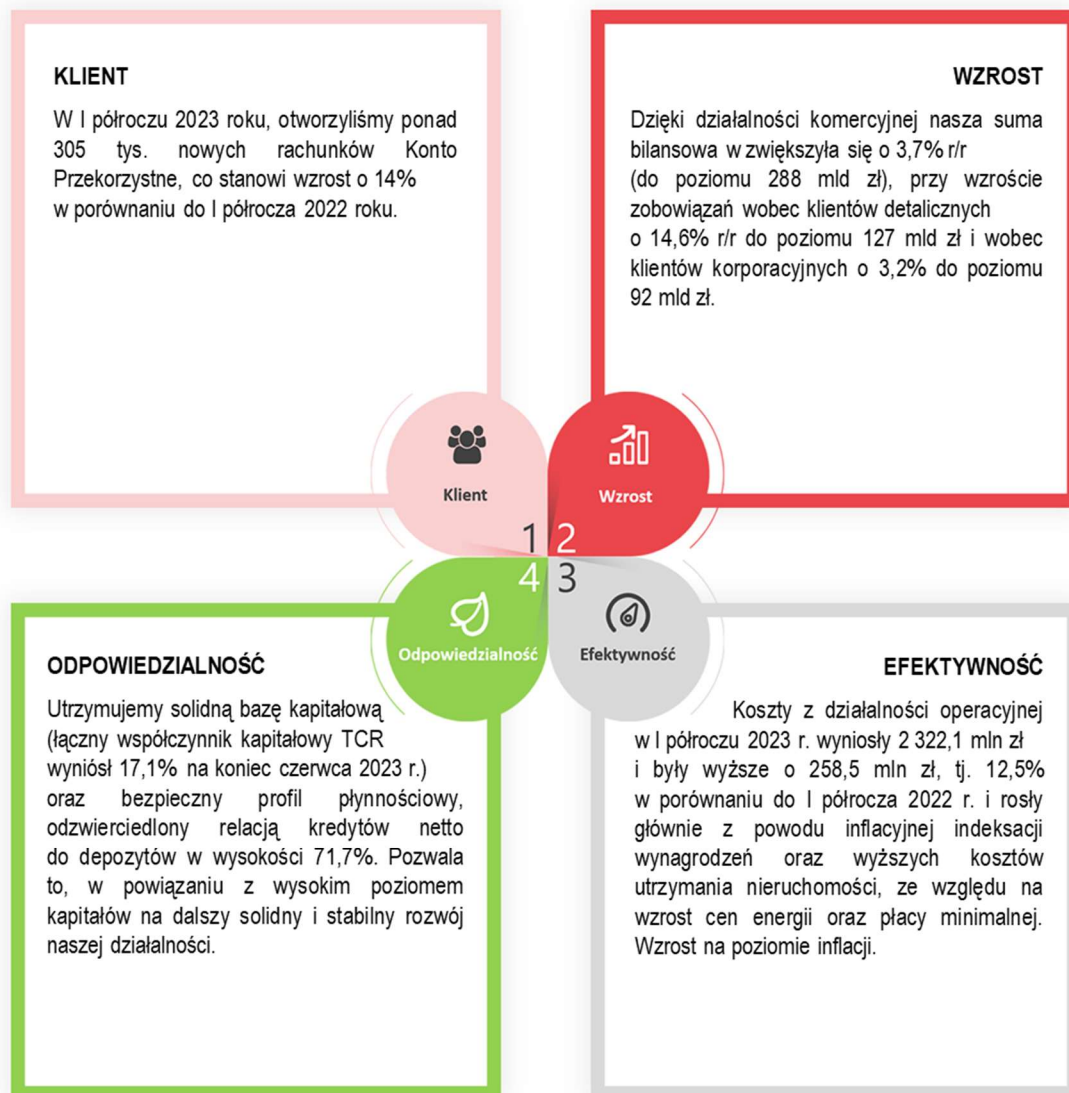 KLIENT
W I półroczu 2023 roku, otworzyliśmy ponad
305 tys. nowych rachunków Konto
Przekorzystne, co stanowi wzrost o 14%
w porównaniu do I półrocza 2022 roku.
WZROST
Dzięki działalności komercyjnej nasza suma
bilansowa w zwiększyła się o 3,7% r/r
(do poziomu 288 mld zł), przy wzroście
zobowiązań wobec klientów detalicznych
o 14,6% r/r do poziomu 127 mld zł i wobec
klientów korporacyjnych o 3,2% do poziomu
92 mld zł.
Klient
1
Wzrost
2
4
Odpowiedzialność
3
Efektywność
ODPOWIEDZIALNOŚĆ
Utrzymujemy solidną bazę kapitałową
(łączny współczynnik kapitałowy TCR
wyniósł 17,1% na koniec czerwca 2023 r.)
oraz bezpieczny profil płynnościowy,
odzwierciedlony relacją kredytów netto
do depozytów w wysokości 71,7%. Pozwala
to, w powiązaniu z wysokim poziomem
kapitałów na dalszy solidny i stabilny rozwój
naszej działalności.
EFEKTYWNOŚĆ
Koszty z działalności operacyjnej
w I półroczu 2023 r. wyniosły 2 322,1 mln zł
i były wyższe o 258,5 mln zł, tj. 12,5%
w porównaniu do I półrocza 2022 r. i rosły
głównie z powodu inflacyjnej indeksacji
wynagrodzeń oraz wyższych kosztów
utrzymania nieruchomości, ze względu na
wzrost cen energii oraz płacy minimalnej.
Wzrost na poziomie inflacji.